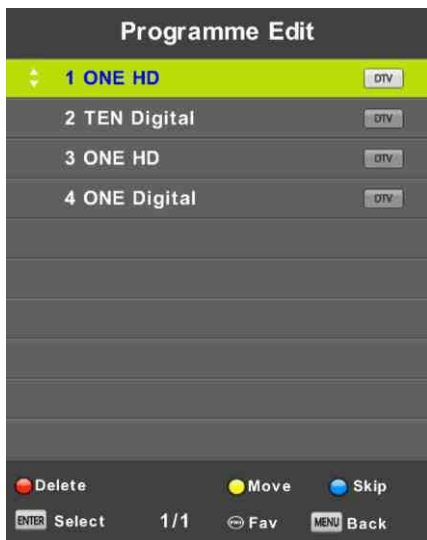 Programme Edit
1 ONE HD DTV
2 TEN Digital DTV
3 ONE HD DTV
4 ONE Digital DTV
Delete Move Skip
ENTER Select 1/1 Fav MENU Back